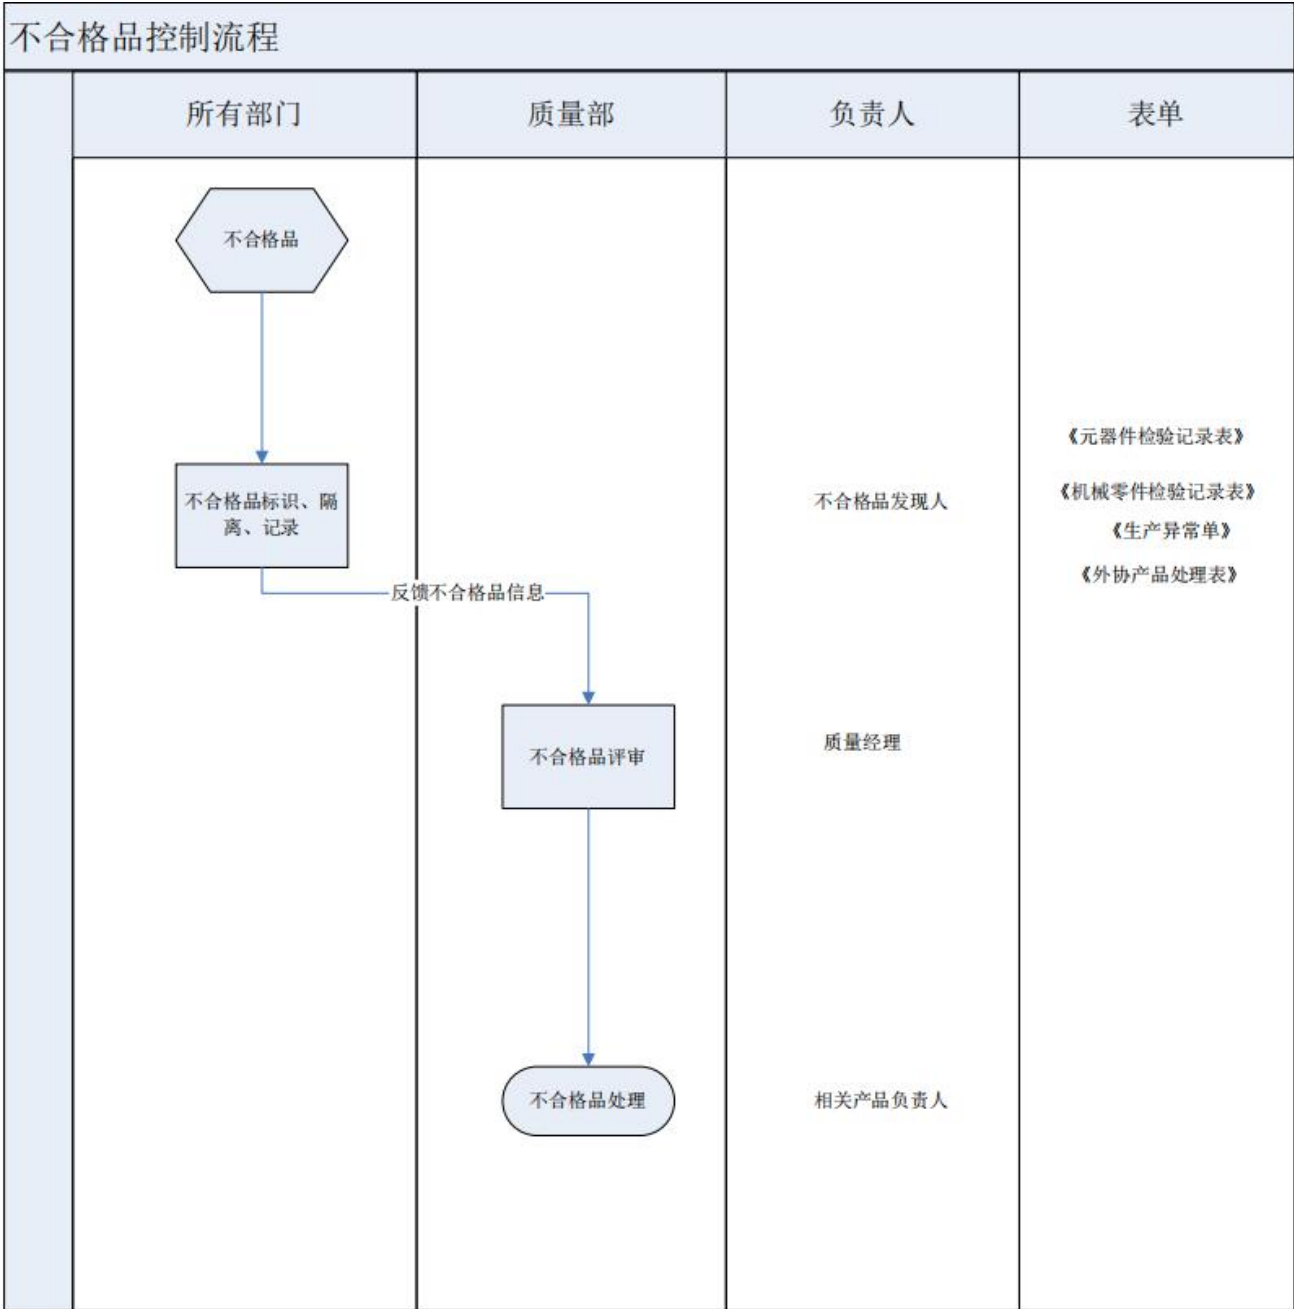 不合格品控制流程
所有部门
质量部
负责人
表单
不合格品
《元器件检验记录表》
不合格品标识、隔
离、记录
不合格品发现人
《机械零件检验记录表》
《生产异常单》
《外协产品处理表》
反馈不合格品信息
不合格品评审
质量经理
不合格品处理
相关产品负责人